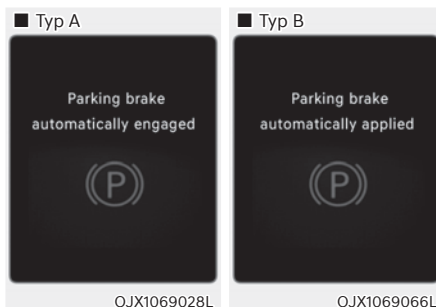 ■ Typ A
Parking brake
automatically engaged
P
OJX1069028L
■ Typ B
Parking brake
automatically applied
P
OJX1069066L